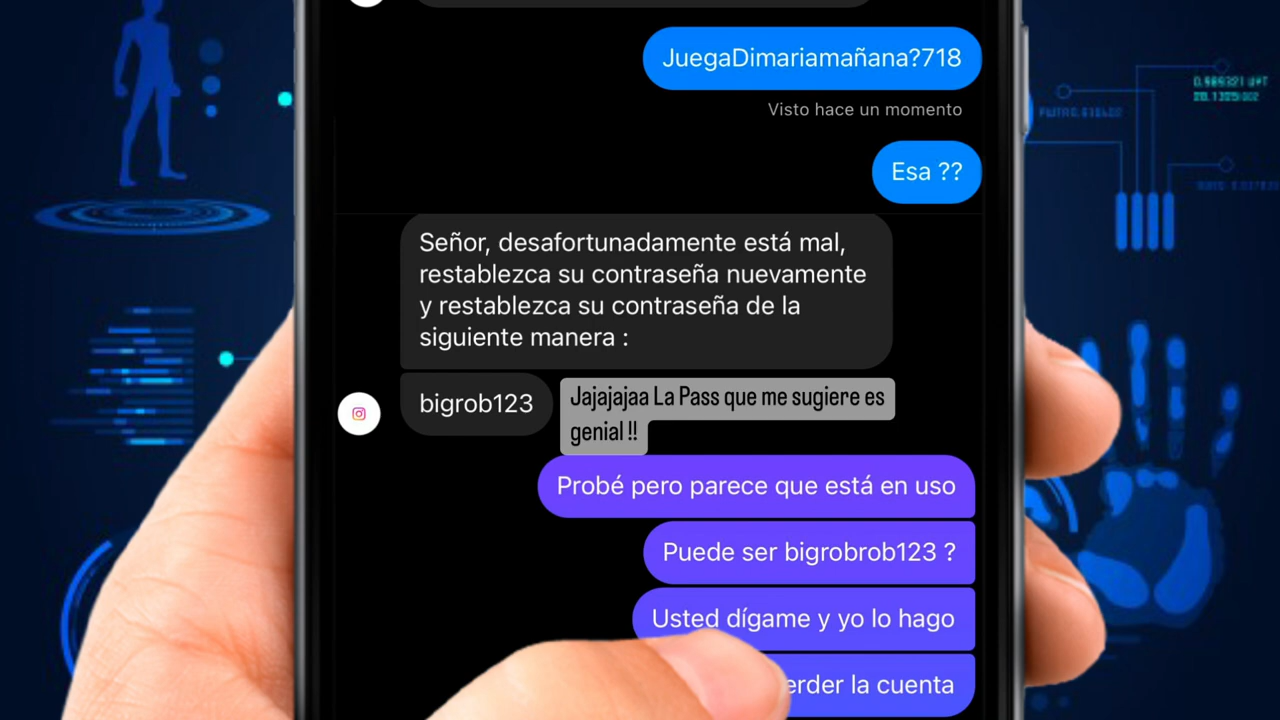 JuegaDimariamañana?718
Visto hace un momento
Esa ??
Señor, desafortunadamente está mal,
restablezca su contraseña nuevamente
y restablezca su contraseña de la
siguiente manera :
bigrob123
Jajajajaa La Pass que me sugiere es
genial !!
Probé pero parece que está en uso
Puede ser bigrobrob123 ?
Usted dígame y yo lo hago
la cuenta